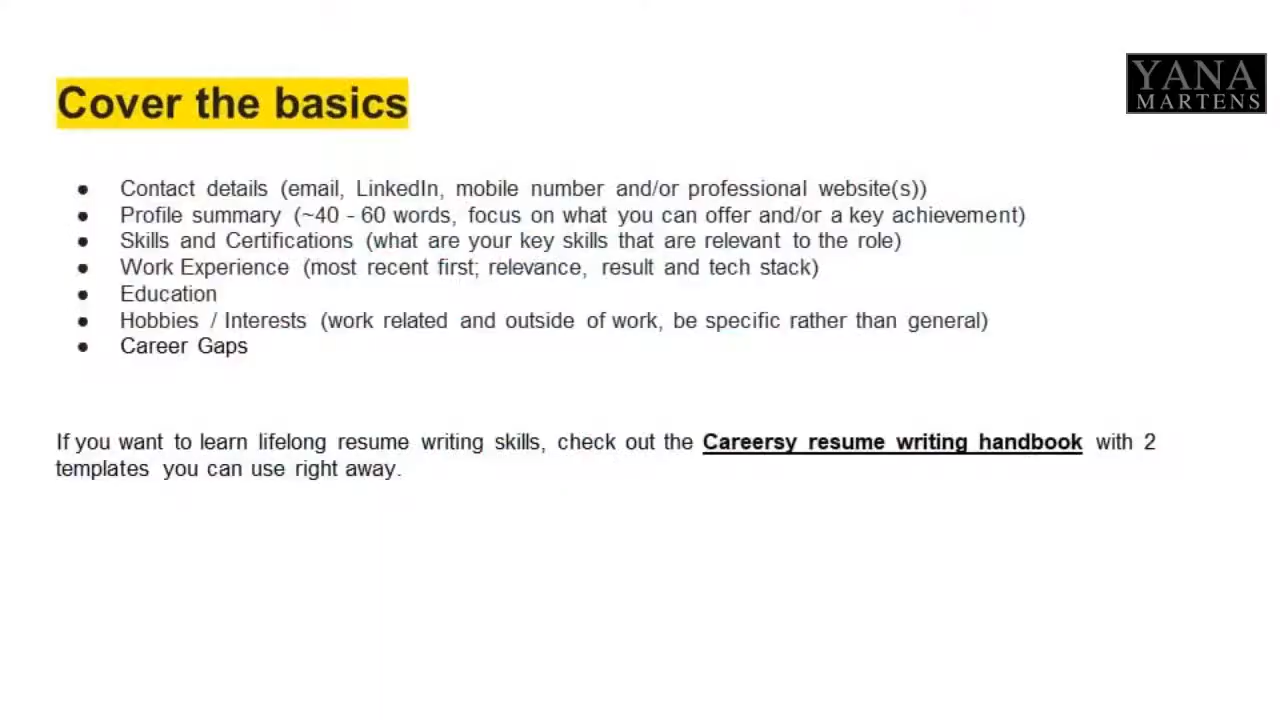 YANA
MARTENS
Cover the basics
● Contact details (email, LinkedIn, mobile number and/or professional website(s))
● Profile summary (~40 - 60 words, focus on what you can offer and/or a key achievement)
● Skills and Certifications (what are your key skills that are relevant to the role)
● Work Experience (most recent first; relevance, result and tech stack)
● Education
● Hobbies / Interests (work related and outside of work, be specific rather than general)
● Career Gaps
If you want to learn lifelong resume writing skills, check out the Careersy resume writing handbook with 2
templates you can use right away.